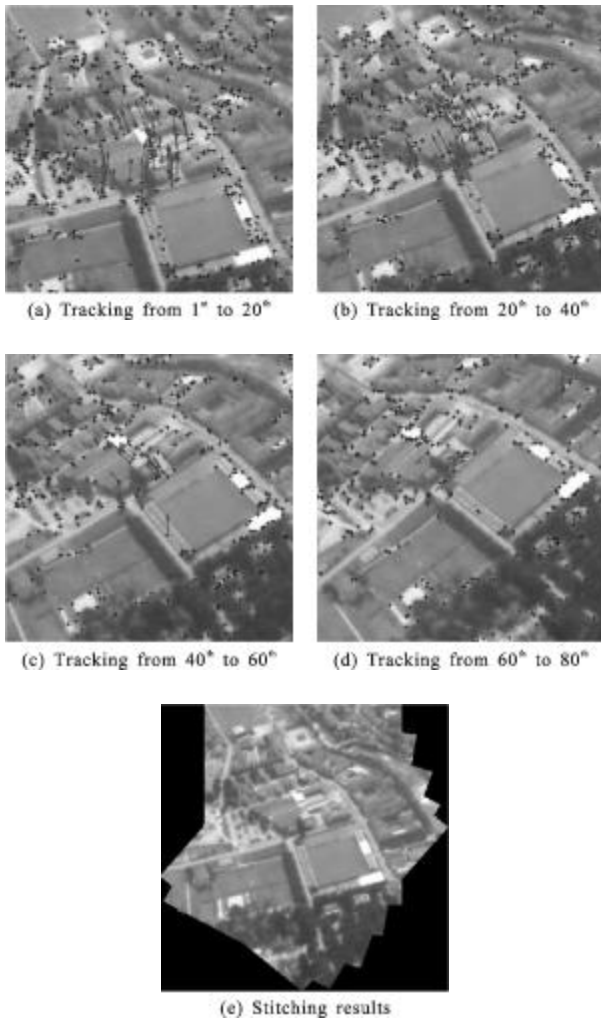 (a) Tracking from 1st to 20th
(b) Tracking from 20th to 40th
(c) Tracking from 40th to 60th
(d) Tracking from 60th to 80th
(e) Stitching results